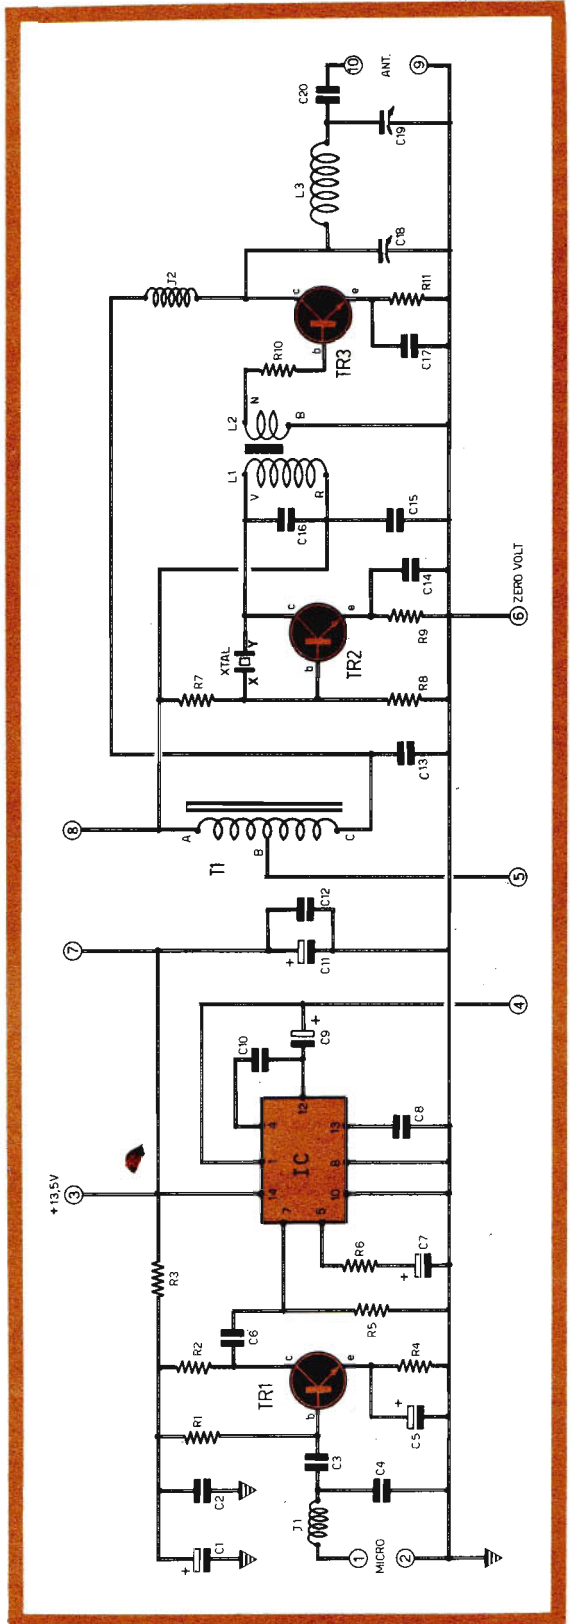 C1
C2
R1
R2
R3
+13,5V
3
7
8
J1
C3
TR1
b
c
e
C6
7
14
1
4
IC
5
10
8
13
12
C10
C9
+
C11
+
C12
T1
A
B
C
R7
XTAL
X
Y
TR2
b
c
e
C16
L1
V
R
L2
N
B
R10
TR3
b
c
e
J2
L3
C20
10
ANT.
9
1
MICRO
2
C4
C5
+
R4
R5
R6
C7
+
C8
4
5
C13
R8
R9
C14
6 ZERO VOLT
C15
C17
R11
C18
C19
+